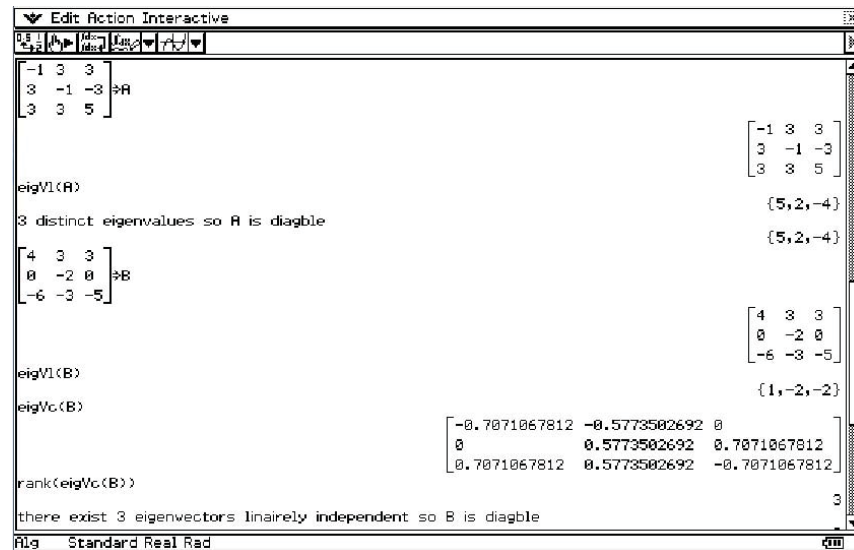 Edit Action Interactive
[-1 3 3
3 -1 -3
3 3 5]⇒A
[-1 3 3
3 -1 -3
3 3 5]
eigVl(A)
{5,2,-4}
3 distinct eigenvalues so A is diagble
{5,2,-4}
[4 3 3
0 -2 0
-6 -3 -5]⇒B
[4 3 3
0 -2 0
-6 -3 -5]
eigVl(B)
{1,-2,-2}
eigVc(B)
[-0.7071067812 -0.5773502692 0
0 0.5773502692 0.7071067812
0.7071067812 0.5773502692 -0.7071067812]
rank(eigVc(B))
3
there exist 3 eigenvectors linairely independent so B is diagble
Alg Standard Real Rad